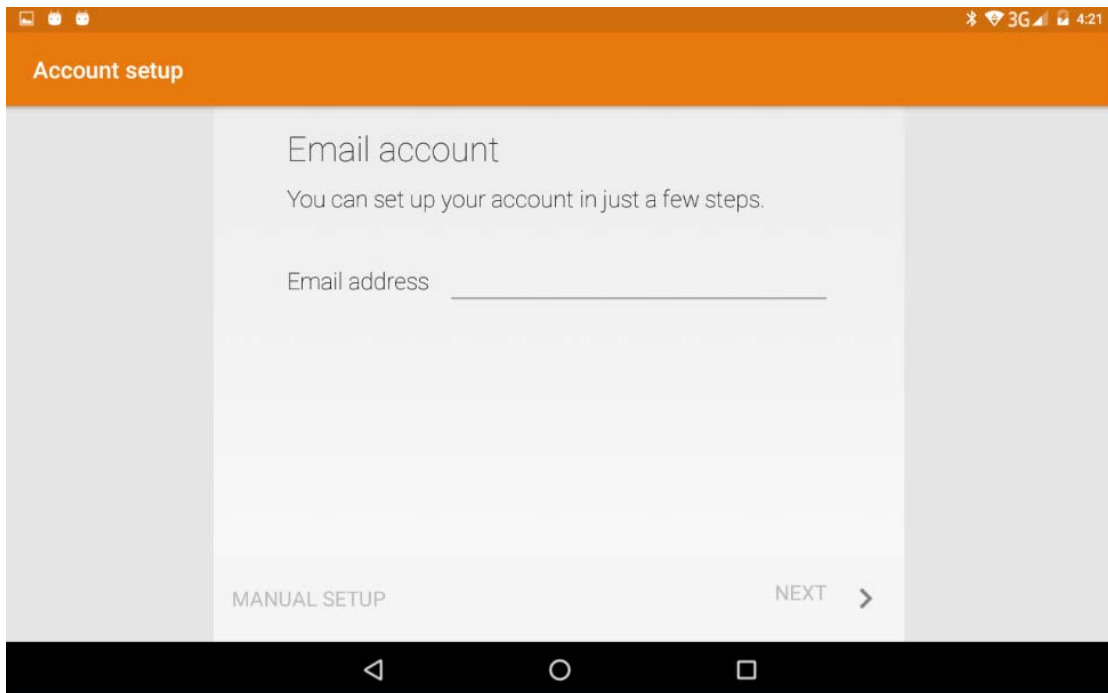 3G 4:21
Account setup
Email account
You can set up your account in just a few steps.
Email address
MANUAL SETUP NEXT